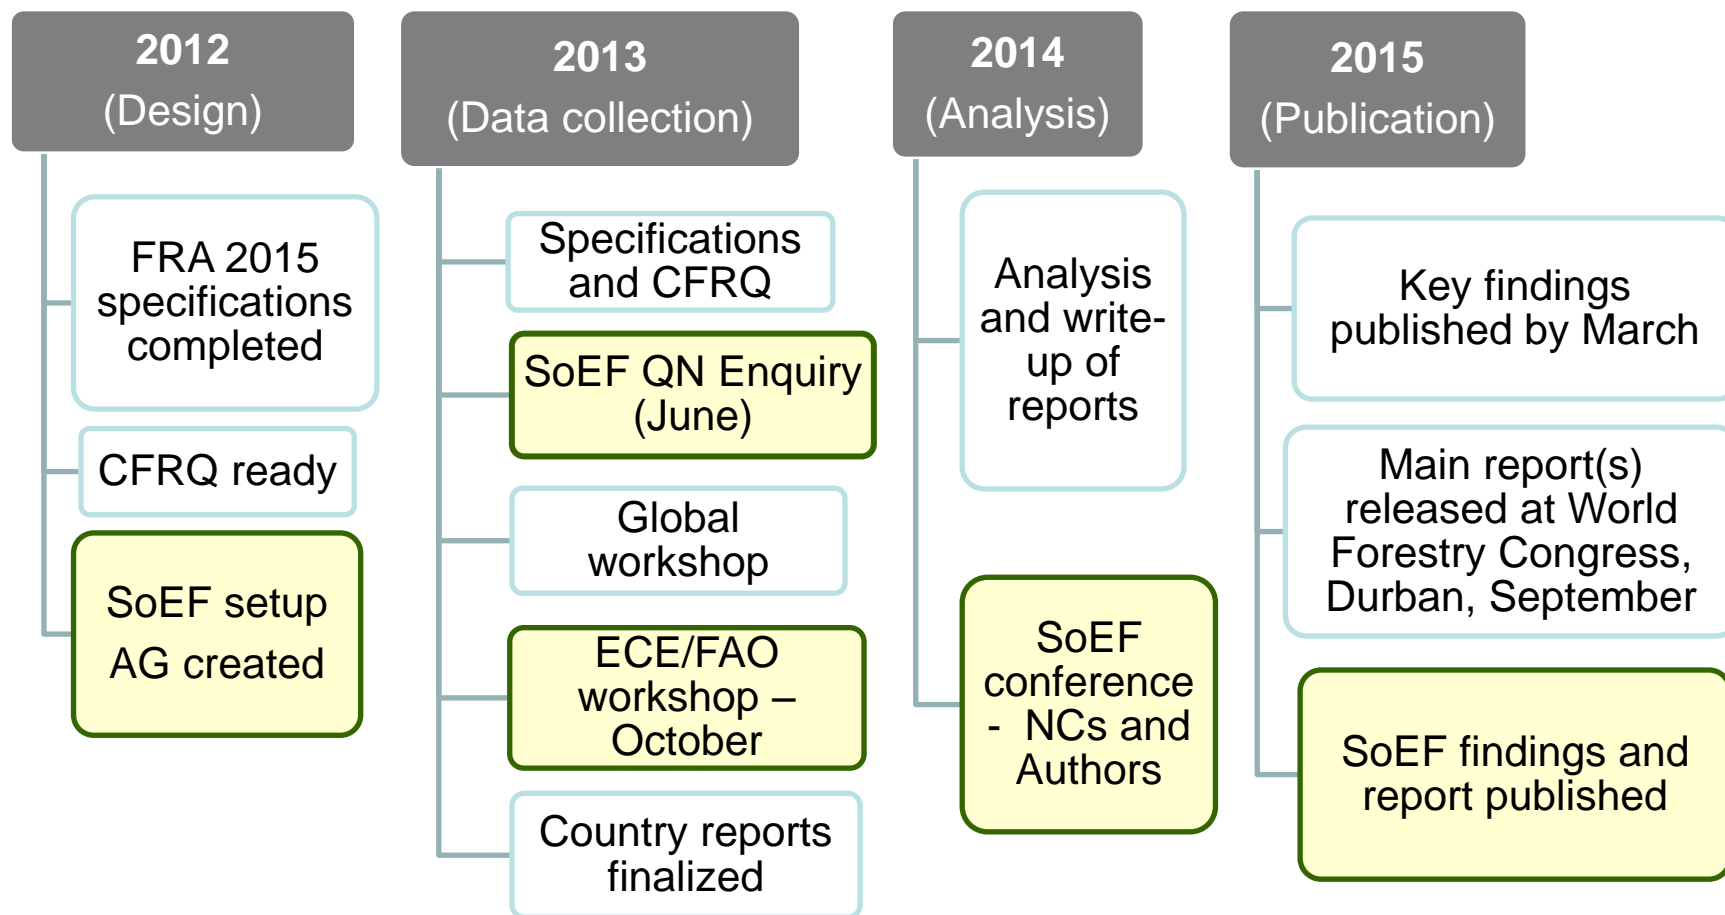 2012
(Design)
FRA 2015
specifications
completed
CFRQ ready
SoEF setup
AG created
2013
(Data collection)
Specifications
and CFRQ
SoEF QN Enquiry
(June)
Global
workshop
ECE/FAO
workshop –
October
Country reports
finalized
2014
(Analysis)
Analysis
and write-
up of
reports
SoEF
conference
- NCs and
Authors
2015
(Publication)
Key findings
published by March
Main report(s)
released at World
Forestry Congress,
Durban, September
SoEF findings and
report published